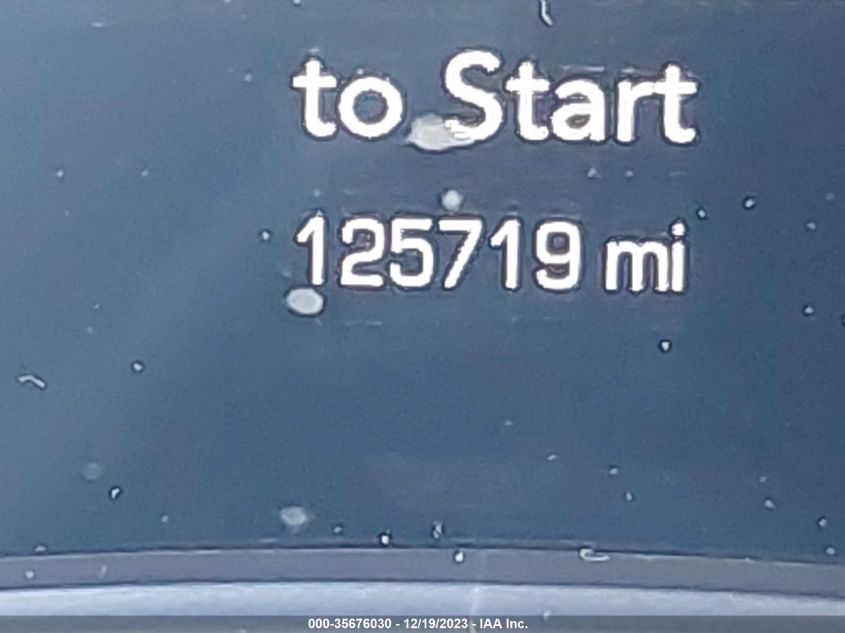 to Start
125719 mi
000-35676030 - 12/19/2023 - IAA Inc.